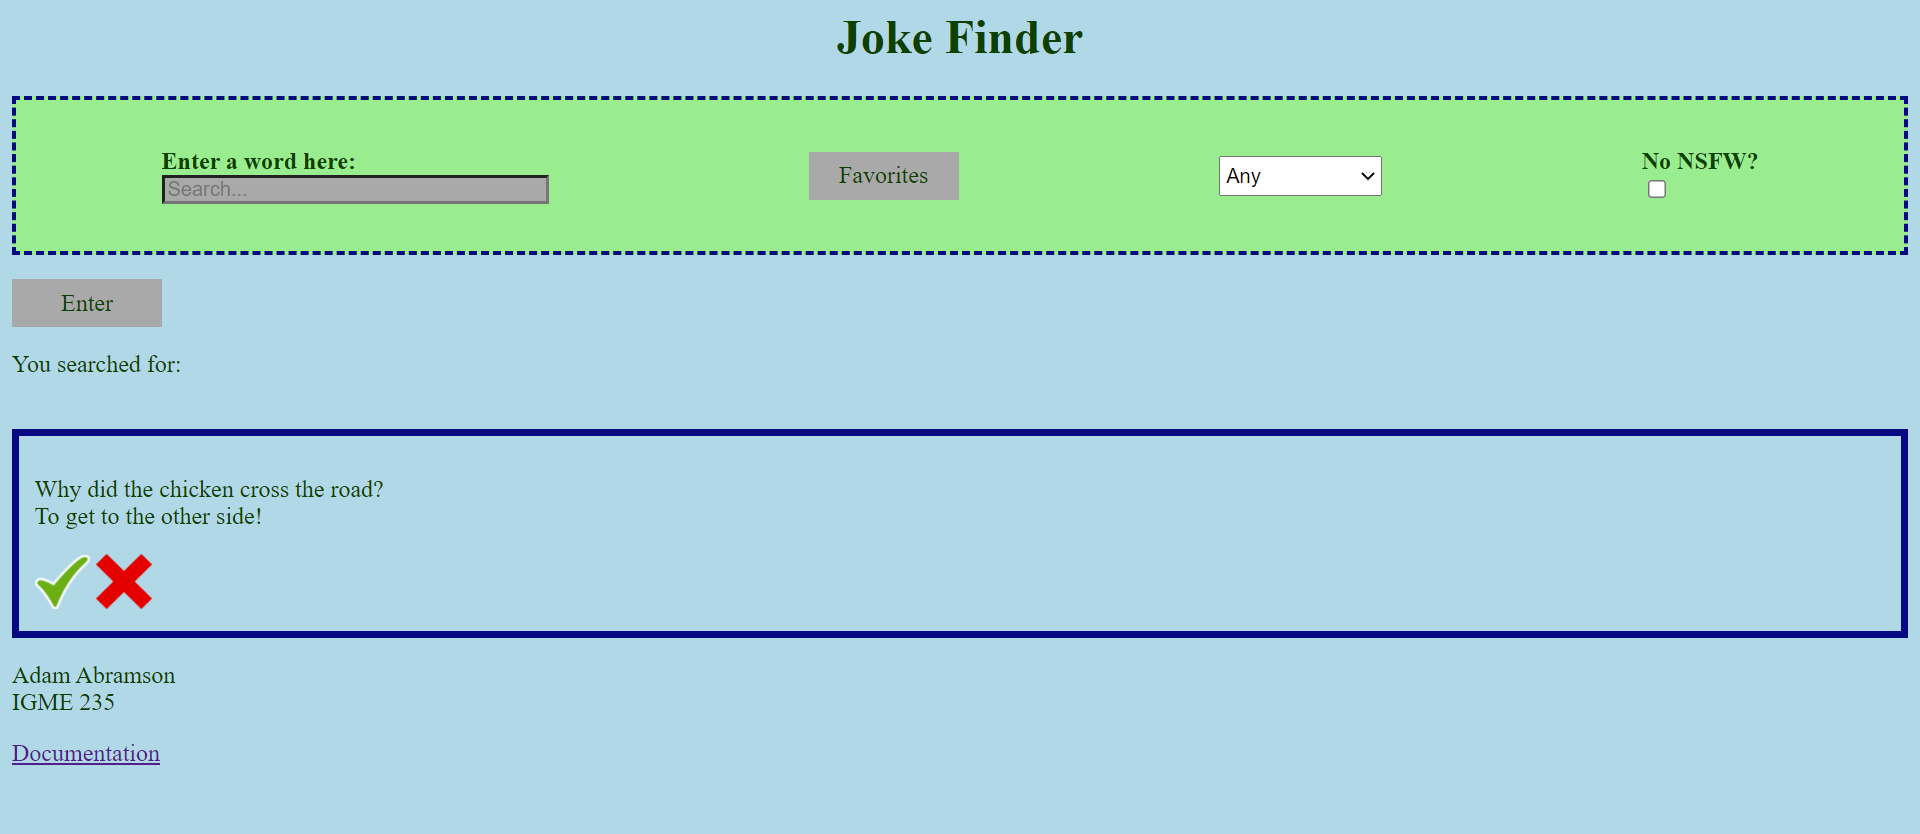 Joke Finder
Enter a word here:
Search...
Favorites
Any
No NSFW?
Enter
You searched for:
Why did the chicken cross the road?
To get to the other side!
Adam Abramson
IGME 235
Documentation